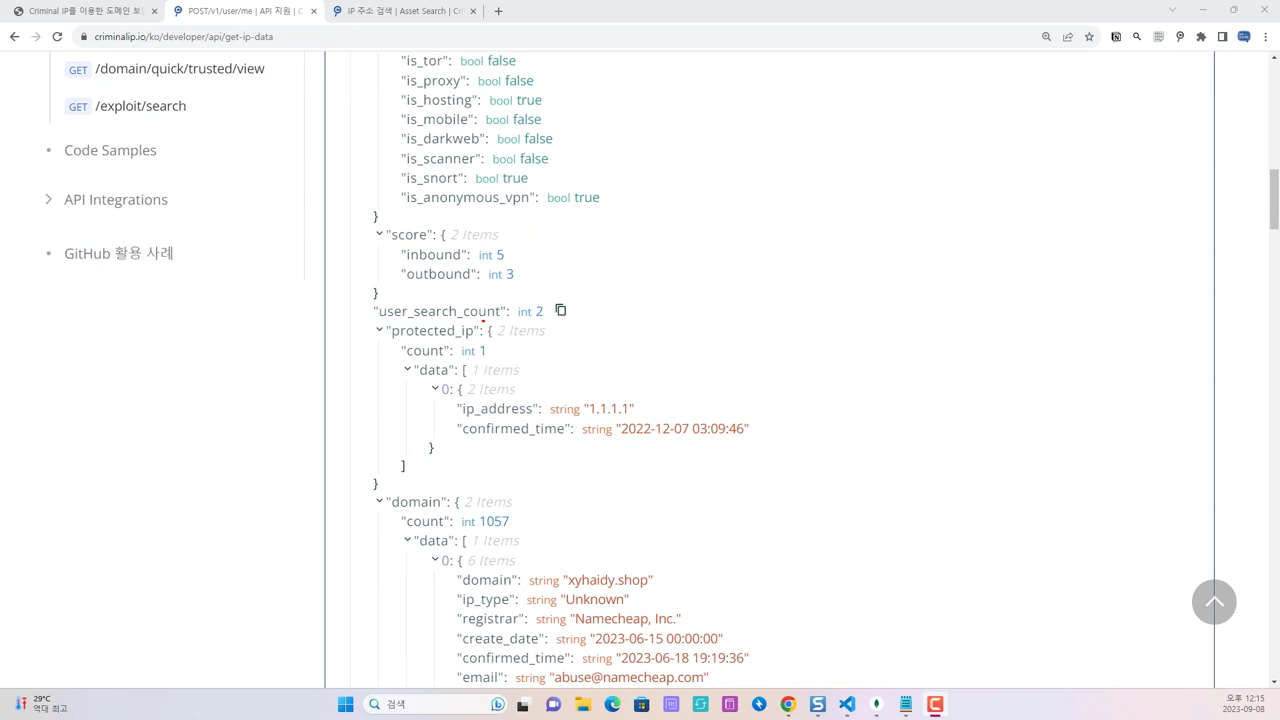 Criminal IP를 이용한 도메인 보안
POST/v1/user/me | API 지원 | C
IP 주소 검색 | Asset Search | Cri
criminalip.io/ko/developer/api/get-ip-data
GET /domain/quick/trusted/view
GET /exploit/search
• Code Samples
API Integrations
• GitHub 활용 사례
"is_tor": bool false
"is_proxy": bool false
"is_hosting": bool true
"is_mobile": bool false
"is_darkweb": bool false
"is_scanner": bool false
"is_snort": bool true
"is_anonymous_vpn": bool true
}
"score": { 2 Items
"inbound": int 5
"outbound": int 3
}
"user_search_count": int 2
"protected_ip": { 2 Items
"count": int 1
"data": [ 1 Items
0: { 2 Items
"ip_address": string "1.1.1.1"
"confirmed_time": string "2022-12-07 03:09:46"
}
]
}
"domain": { 2 Items
"count": int 1057
"data": [ 1 Items
0: { 6 Items
"domain": string "xyhaidy.shop"
"ip_type": string "Unknown"
"registrar": string "Namecheap, Inc."
"create_date": string "2023-06-15 00:00:00"
"confirmed_time": string "2023-06-18 19:19:36"
"email": string "abuse@namecheap.com"
29°C
역대 최고
검색
오후 12:15
2023-09-08